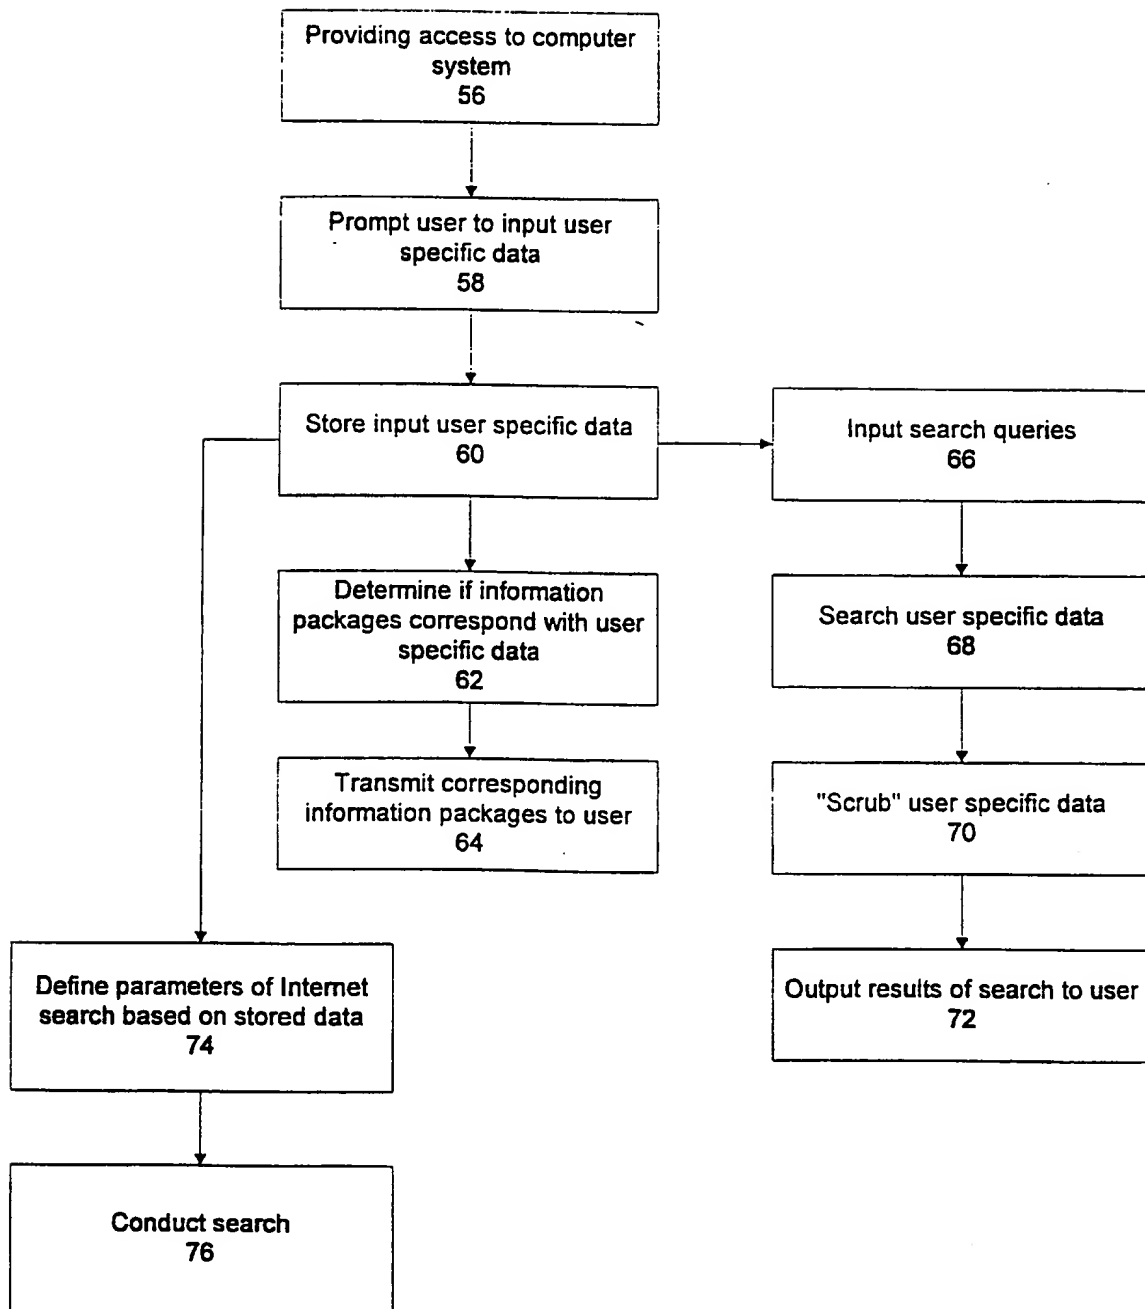 Providing access to computer
system
56
Prompt user to input user
specific data
58
Store input user specific data
60
Input search queries
66
Determine if information
packages correspond with user
specific data
62
Search user specific data
68
Transmit corresponding
information packages to user
64
"Scrub" user specific data
70
Define parameters of Internet
search based on stored data
74
Output results of search to user
72
Conduct search
76